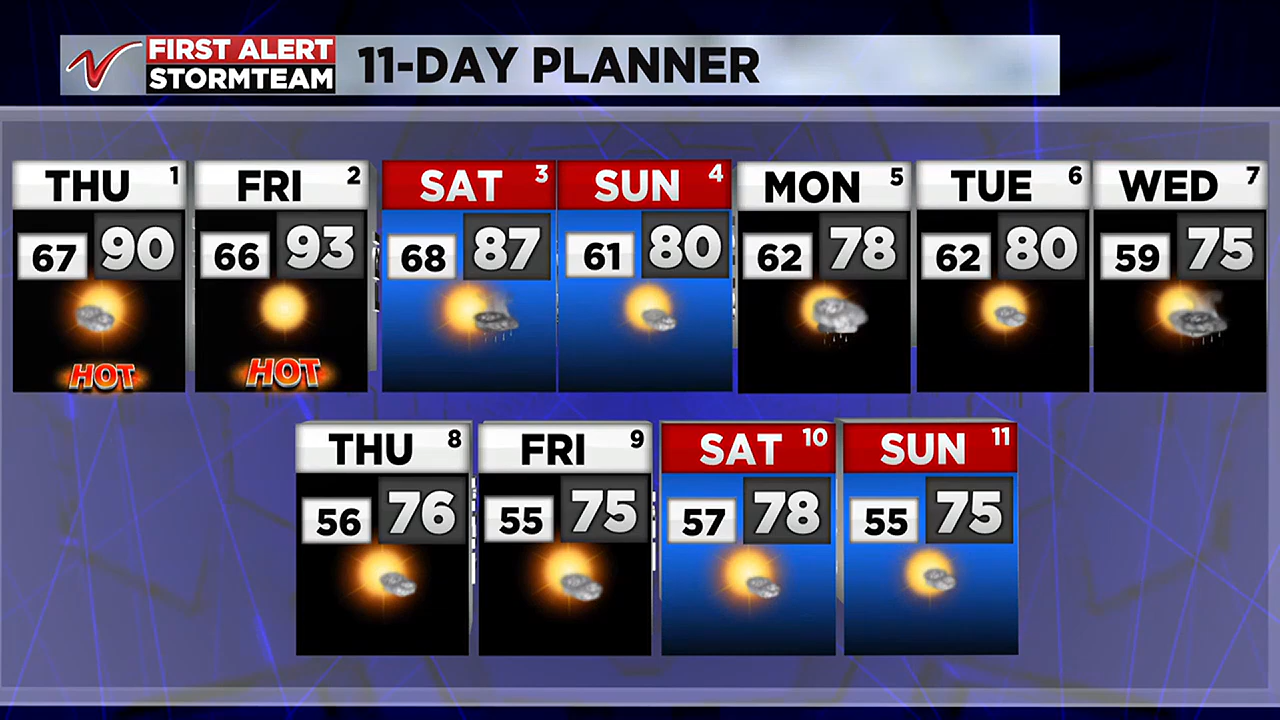 FIRST ALERT
STORMTEAM
11-DAY PLANNER
THU 1
67 90
HOT
FRI 2
66 93
HOT
SAT 3
68 87
SUN 4
61 80
MON 5
62 78
TUE 6
62 80
WED 7
59 75
THU 8
56 76
FRI 9
55 75
SAT 10
57 78
SUN 11
55 75